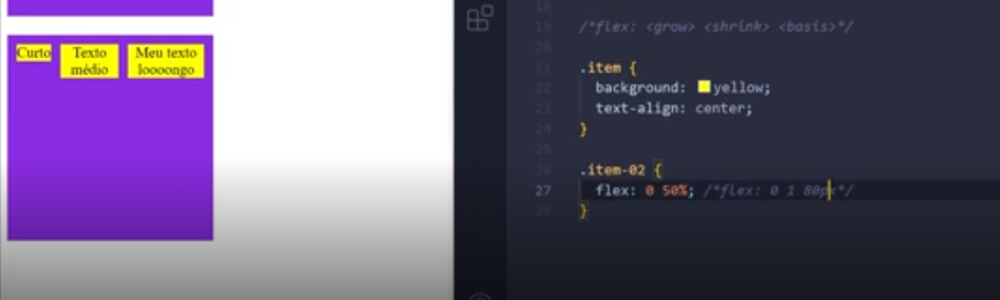 Curto
Texto
médio
Meu texto
loooongo
18
19 /*flex: <grow> <shrink> <basis>*/
20
21 .item {
22 background: yellow;
23 text-align: center;
24 }
25
26 .item-02 {
27 flex: 0 50%; /*flex: 0 1 80px*/
28 }